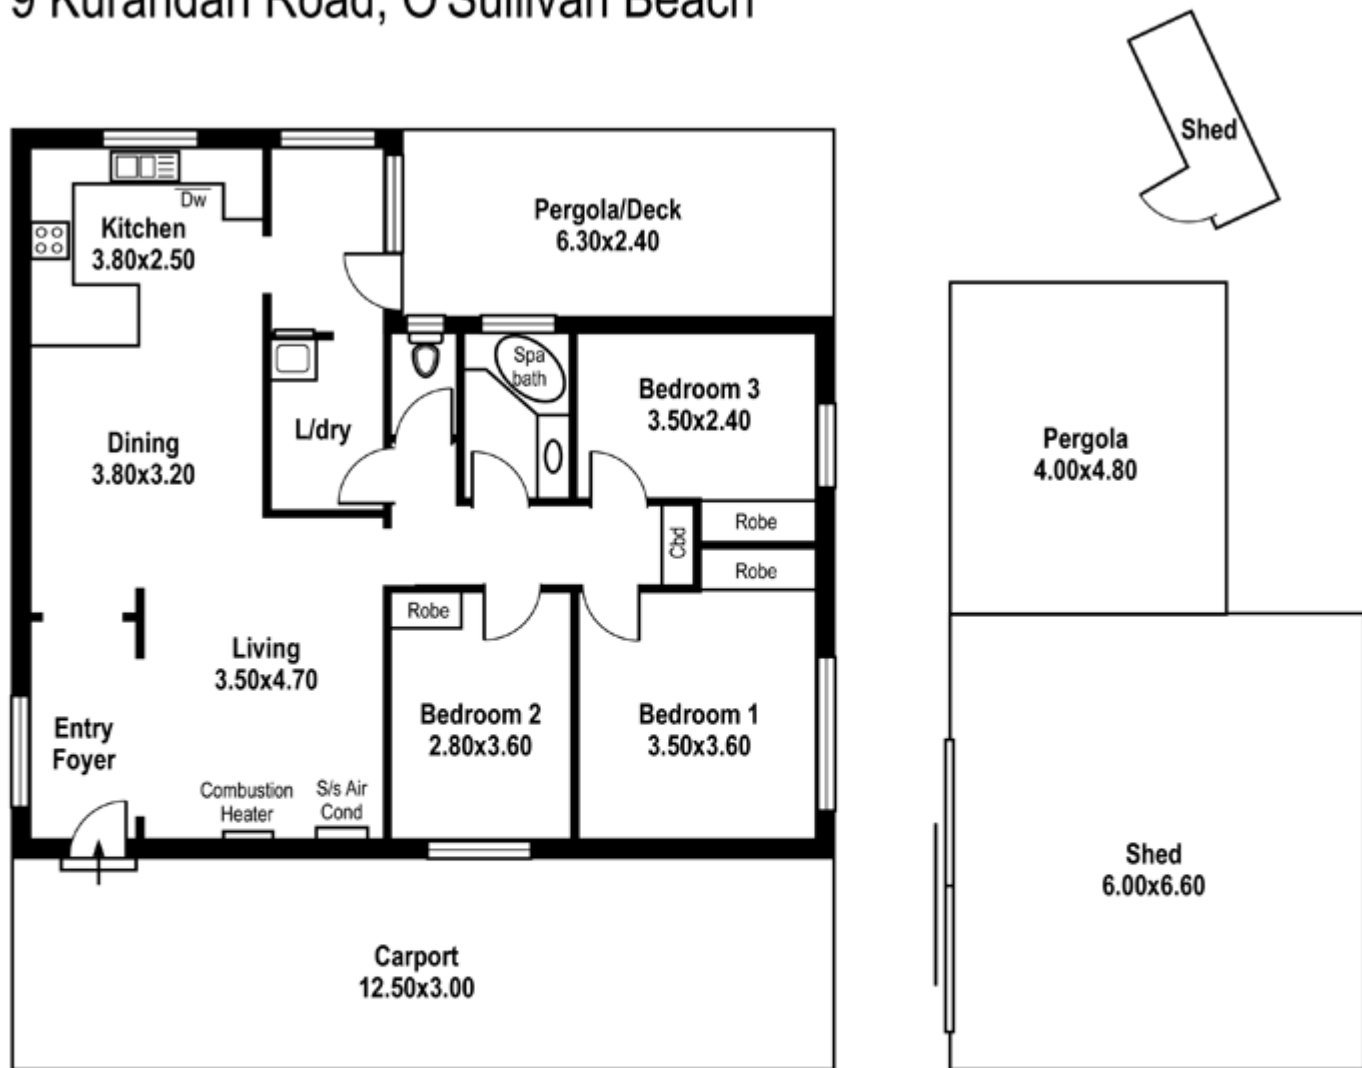 9 Kurandah Road, O'Sullivan Beach
Shed
Pergola/Deck
6.30x2.40
Dw
Kitchen
3.80x2.50
Spa
bath
Bedroom 3
3.50x2.40
L/dry
Dining
3.80x3.20
Pergola
4.00x4.80
Robe
Cbd
Robe
Robe
Living
3.50x4.70
Bedroom 2
2.80x3.60
Bedroom 1
3.50x3.60
Entry
Foyer
Combustion
Heater
S/s Air
Cond
Shed
6.00x6.60
Carport
12.50x3.00